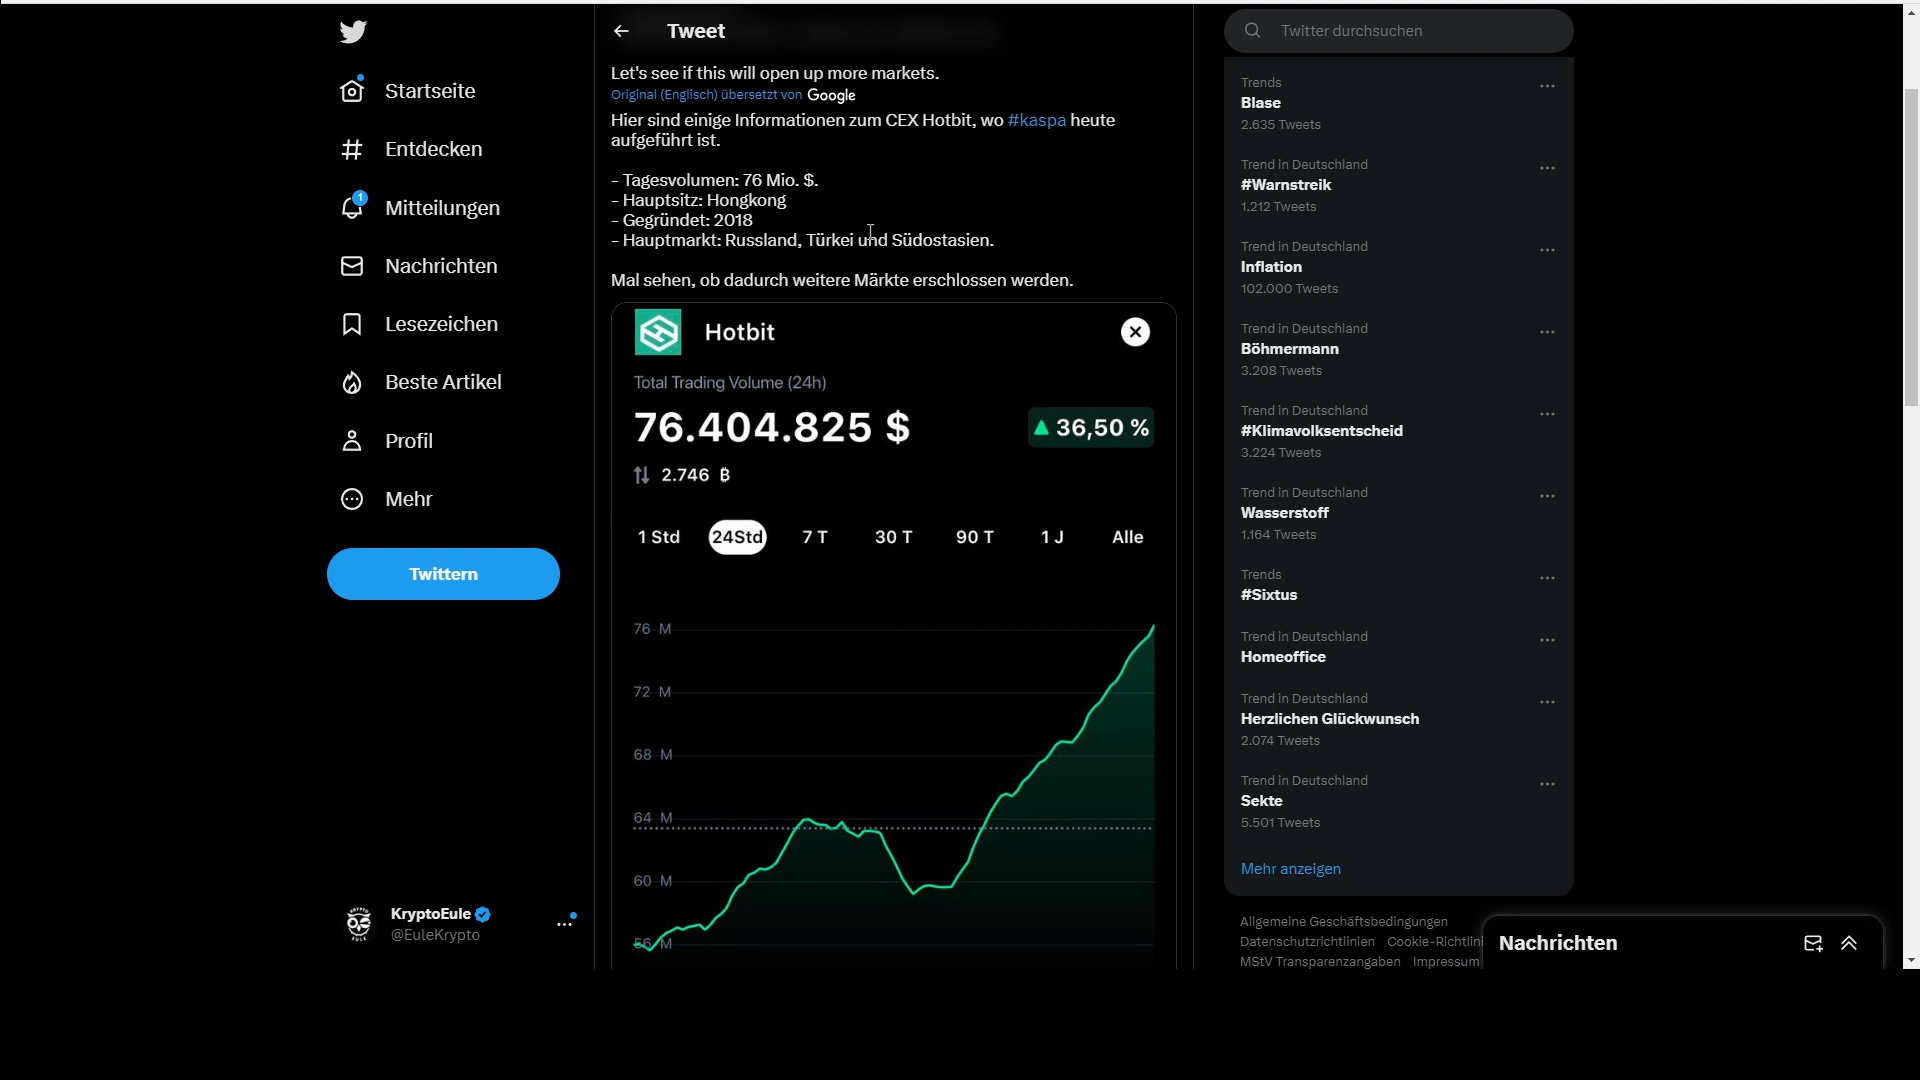 Startseite
Entdecken
1
Mitteilungen
Nachrichten
Lesezeichen
Beste Artikel
Profil
Mehr
Twittern
KRYPTO
EULE
KryptoEule
@EuleKrypto
Tweet
Let's see if this will open up more markets.
Original (Englisch) übersetzt von Google
Hier sind einige Informationen zum CEX Hotbit, wo #kaspa heute
aufgeführt ist.
- Tagesvolumen: 76 Mio. $.
- Hauptsitz: Hongkong
- Gegründet: 2018
- Hauptmarkt: Russland, Türkei und Südostasien.
Mal sehen, ob dadurch weitere Märkte erschlossen werden.
Hotbit
Total Trading Volume (24h)
76.404.825 $
36,50 %
2.746 ₿
1 Std 24Std 7 T 30 T 90 T 1 J Alle
76 M
72 M
68 M
64 M
60 M
56 M
Twitter durchsuchen
Trends
Blase
2.635 Tweets
Trend in Deutschland
#Warnstreik
1.212 Tweets
Trend in Deutschland
Inflation
102.000 Tweets
Trend in Deutschland
Böhmermann
3.208 Tweets
Trend in Deutschland
#Klimavolksentscheid
3.224 Tweets
Trend in Deutschland
Wasserstoff
1.164 Tweets
Trends
#Sixtus
Trend in Deutschland
Homeoffice
Trend in Deutschland
Herzlichen Glückwunsch
2.074 Tweets
Trend in Deutschland
Sekte
5.501 Tweets
Mehr anzeigen
Allgemeine Geschäftsbedingungen
Datenschutzrichtlinien Cookie-Richtlini
MStV Transparenzangaben Impressum
Nachrichten